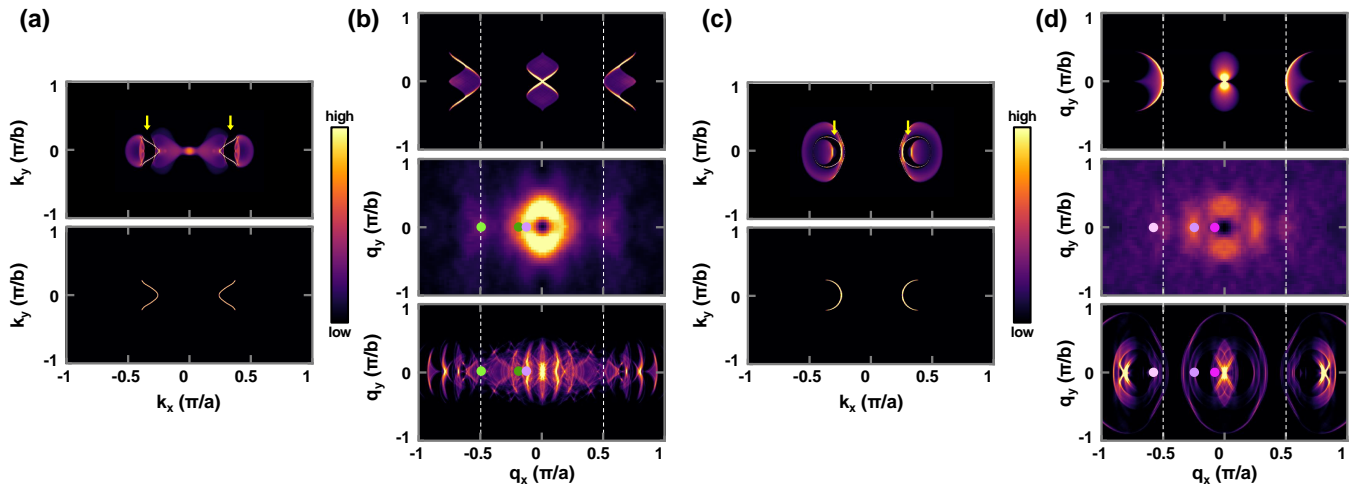 (a) (b) (c) (d)
1
0
-1
k_y (π/b)
1
0
-1
k_y (π/b)
-1 -0.5 0 0.5 1
k_x (π/a)
high
low
1
0
-1
q_y (π/b)
1
0
-1
q_y (π/b)
1
0
-1
q_y (π/b)
-1 -0.5 0 0.5 1
q_x (π/a)
1
0
-1
k_y (π/b)
1
0
-1
k_y (π/b)
-1 -0.5 0 0.5 1
k_x (π/a)
high
low
1
0
-1
q_y (π/b)
1
0
-1
q_y (π/b)
1
0
-1
q_y (π/b)
-1 -0.5 0 0.5 1
q_x (π/a)